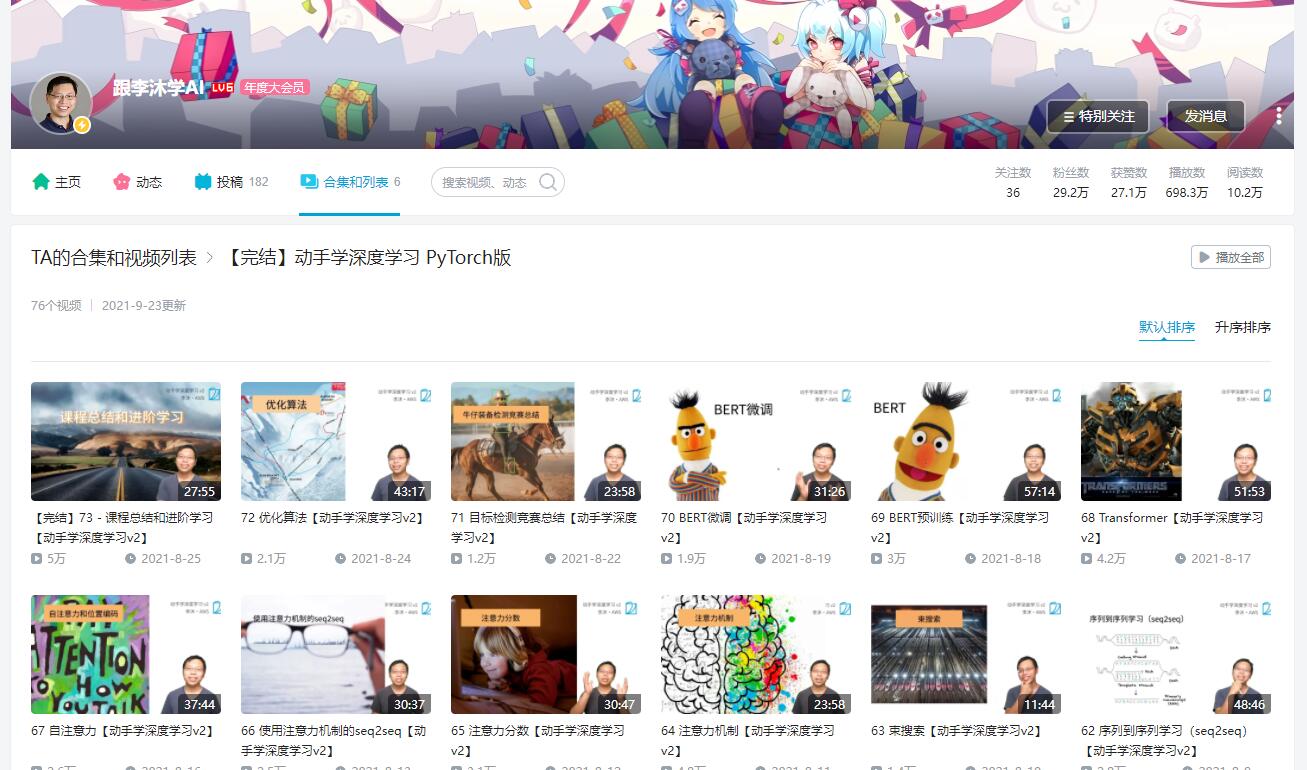 跟李沐学AI LV5 年度大会员
特别关注 发消息
主页 动态 投稿 182 合集和列表 6 搜索视频、动态
关注数 粉丝数 获赞数 播放数 阅读数
36 29.2万 27.1万 698.3万 10.2万
TA的合集和视频列表 > 【完结】动手学深度学习 PyTorch版
播放全部
76个视频 2021-9-23更新
默认排序 升序排序
课程总结和进阶学习
27:55
优化算法
43:17
牛仔装备检测竞赛总结
23:58
BERT微调
31:26
BERT
57:14
TRANSFORMERS
51:53
【完结】73 - 课程总结和进阶学习
【动手学深度学习v2】
5万 2021-8-25
72 优化算法【动手学深度学习v2】
2.1万 2021-8-24
71 目标检测竞赛总结【动手学深度
学习v2】
1.2万 2021-8-22
70 BERT微调【动手学深度学习
v2】
1.9万 2021-8-19
69 BERT预训练【动手学深度学习
v2】
3万 2021-8-18
68 Transformer【动手学深度学习
v2】
4.2万 2021-8-17
自注意力和位置编码
ATTENTION
37:44
使用注意力机制的seq2seq
30:37
注意力分数
30:47
注意力机制
23:58
束搜索
11:44
序列到序列学习（seq2seq）
48:46
67 自注意力【动手学深度学习v2】
66 使用注意力机制的seq2seq【动
手学深度学习v2】
65 注意力分数【动手学深度学习
v2】
64 注意力机制【动手学深度学习
v2】
63 束搜索【动手学深度学习v2】
62 序列到序列学习（seq2seq）
【动手学深度学习v2】